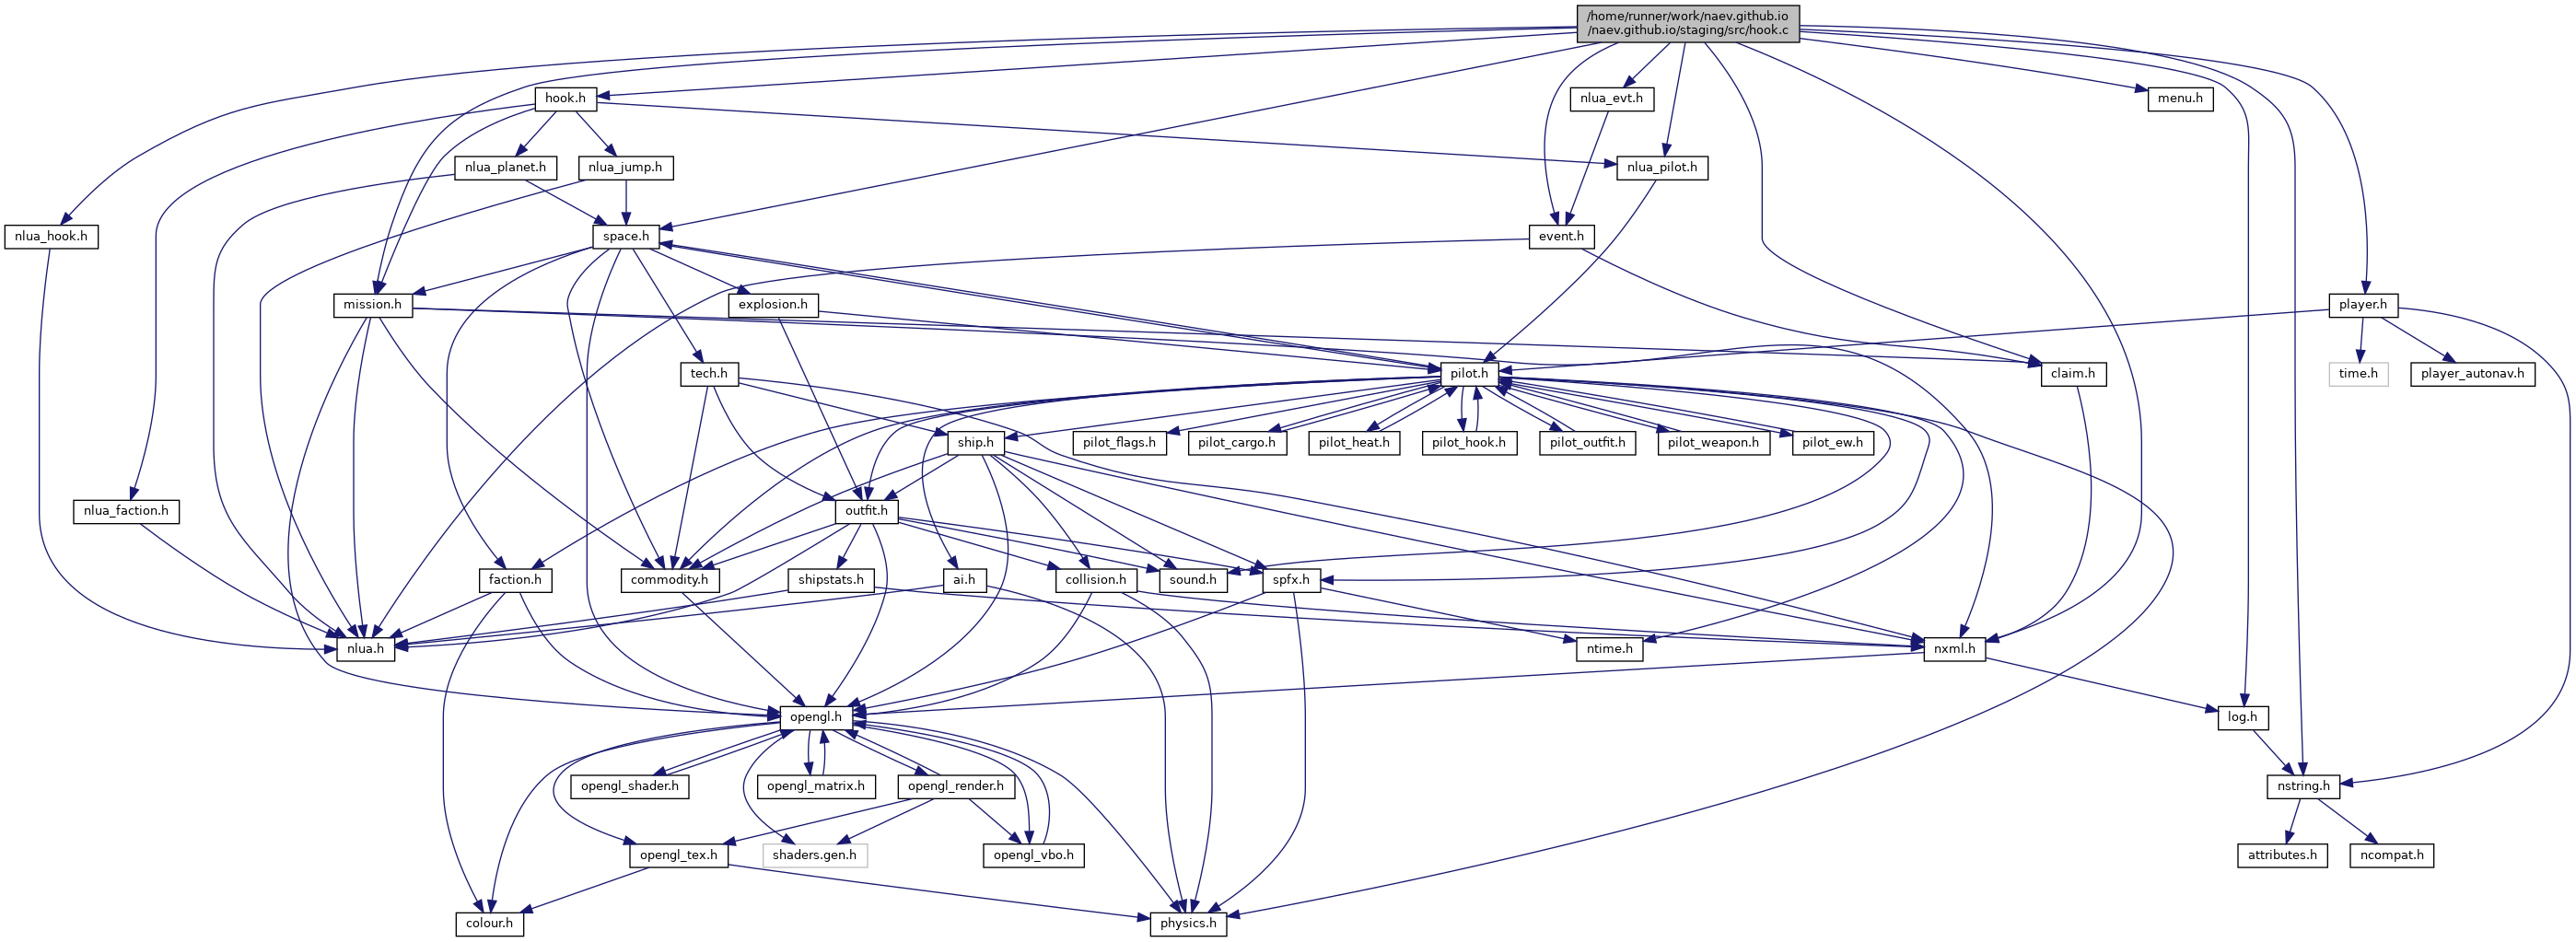 /home/runner/work/naev.github.io
/naev.github.io/staging/src/hook.c
hook.h
nlua_evt.h
menu.h
nlua_planet.h
nlua_jump.h
nlua_pilot.h
nlua_hook.h
space.h
event.h
mission.h
explosion.h
player.h
tech.h
pilot.h
claim.h
time.h
player_autonav.h
ship.h
pilot_flags.h
pilot_cargo.h
pilot_heat.h
pilot_hook.h
pilot_outfit.h
pilot_weapon.h
pilot_ew.h
nlua_faction.h
outfit.h
faction.h
commodity.h
shipstats.h
ai.h
collision.h
sound.h
spfx.h
nlua.h
ntime.h
nxml.h
opengl.h
log.h
opengl_shader.h
opengl_matrix.h
opengl_render.h
nstring.h
opengl_tex.h
shaders.gen.h
opengl_vbo.h
attributes.h
ncompat.h
colour.h
physics.h